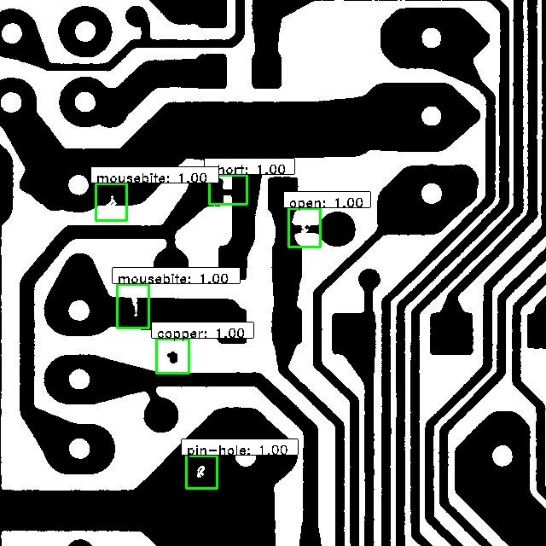 hort: 1.00
mousebite: 1.00
open: 1.00
mousebite: 1.00
copper: 1.00
pin-hole: 1.00